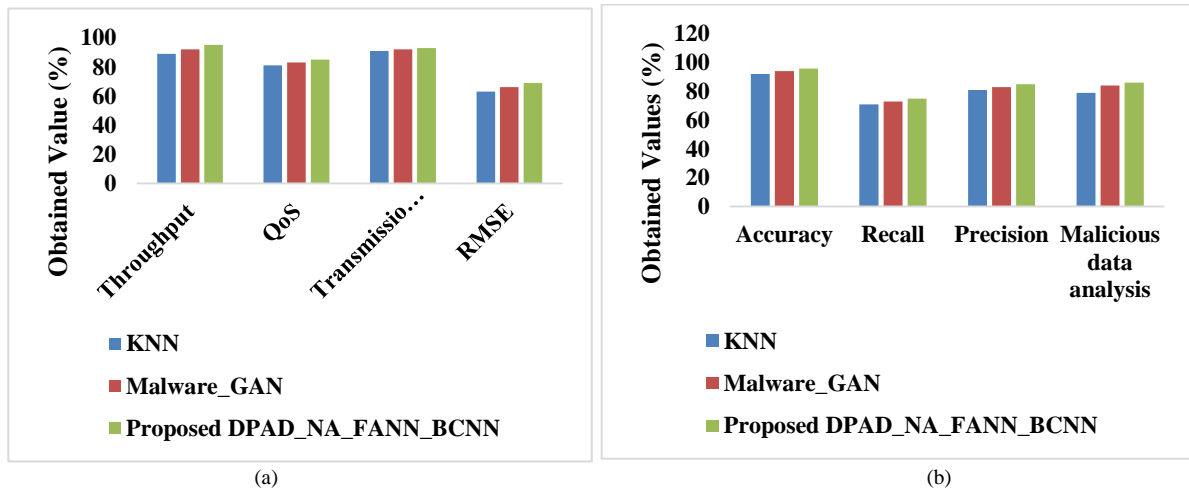 Obtained Value (%)
100
80
60
40
20
0
Throughput
QoS
Transmissio…
RMSE
KNN
Malware_GAN
Proposed DPAD_NA_FANN_BCNN
(a)
Obtained Values (%)
120
100
80
60
40
20
0
Accuracy
Recall
Precision
Malicious
data
analysis
KNN
Malware_GAN
Proposed DPAD_NA_FANN_BCNN
(b)